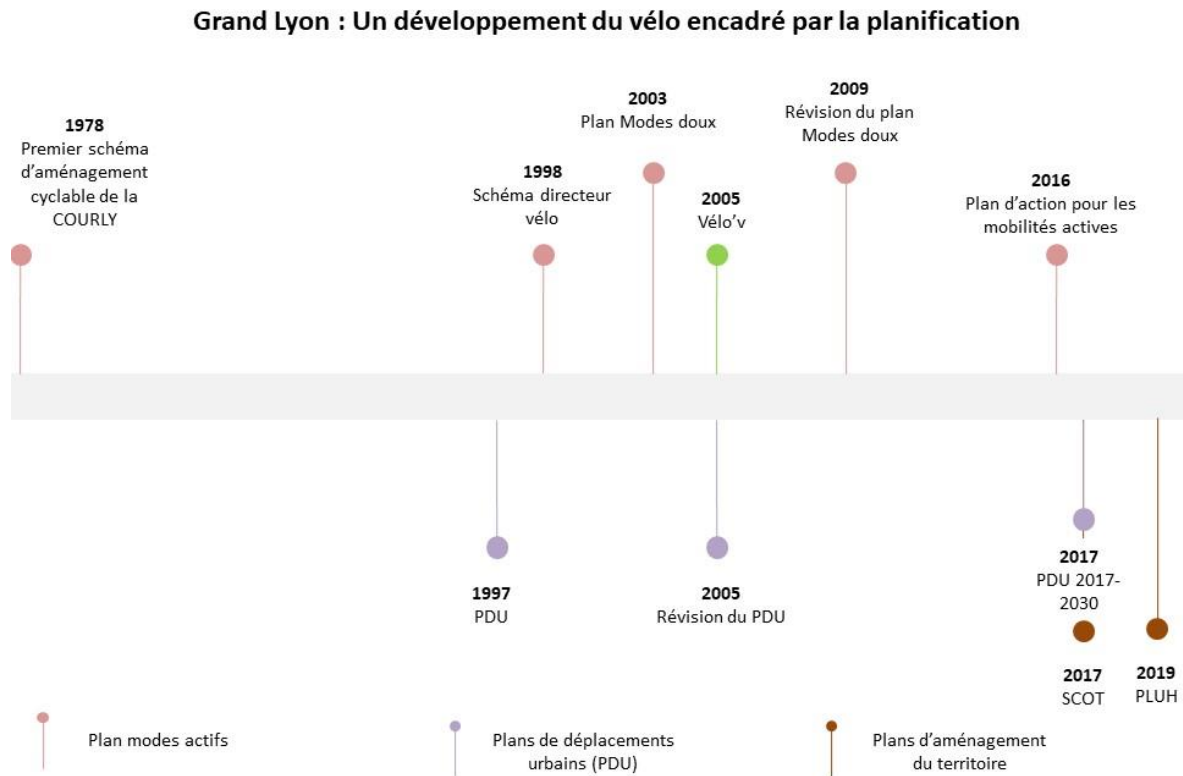 Grand Lyon : Un développement du vélo encadré par la planification
1978
Premier schéma
d'aménagement
cyclable de la
COURLY
1998
Schéma directeur
vélo
2003
Plan Modes doux
2005
Vélo'v
2009
Révision du plan
Modes doux
2016
Plan d'action pour les
mobilités actives
1997
PDU
2005
Révision du PDU
2017
PDU 2017-
2030
2017
SCOT
2019
PLUH
Plan modes actifs
Plans de déplacements
urbains (PDU)
Plans d'aménagement
du territoire